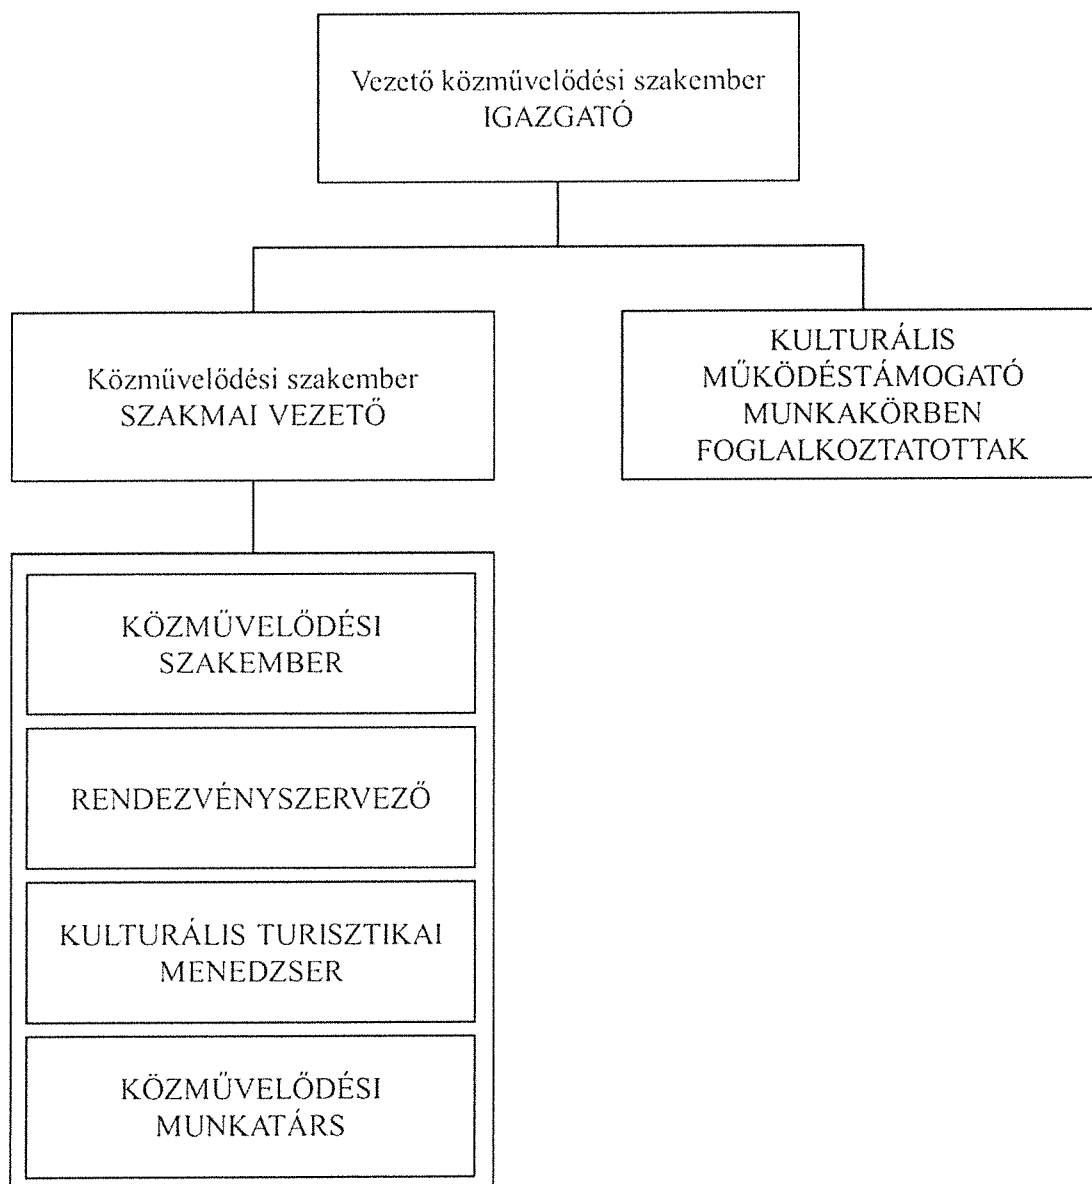 Vezető közművelődési szakember
IGAZGATÓ
Közművelődési szakember
SZAKMAI VEZETŐ
KULTURÁLIS
MŰKÖDÉSTÁMOGATÓ
MUNKAKÖRBEN
FOGLALKOZTATOTTAK
KÖZMŰVELŐDÉSI
SZAKEMBER
RENDEZVÉNYSZERVEZŐ
KULTURÁLIS TURISZTIKAI
MENEDZSER
KÖZMŰVELŐDÉSI
MUNKATÁRS